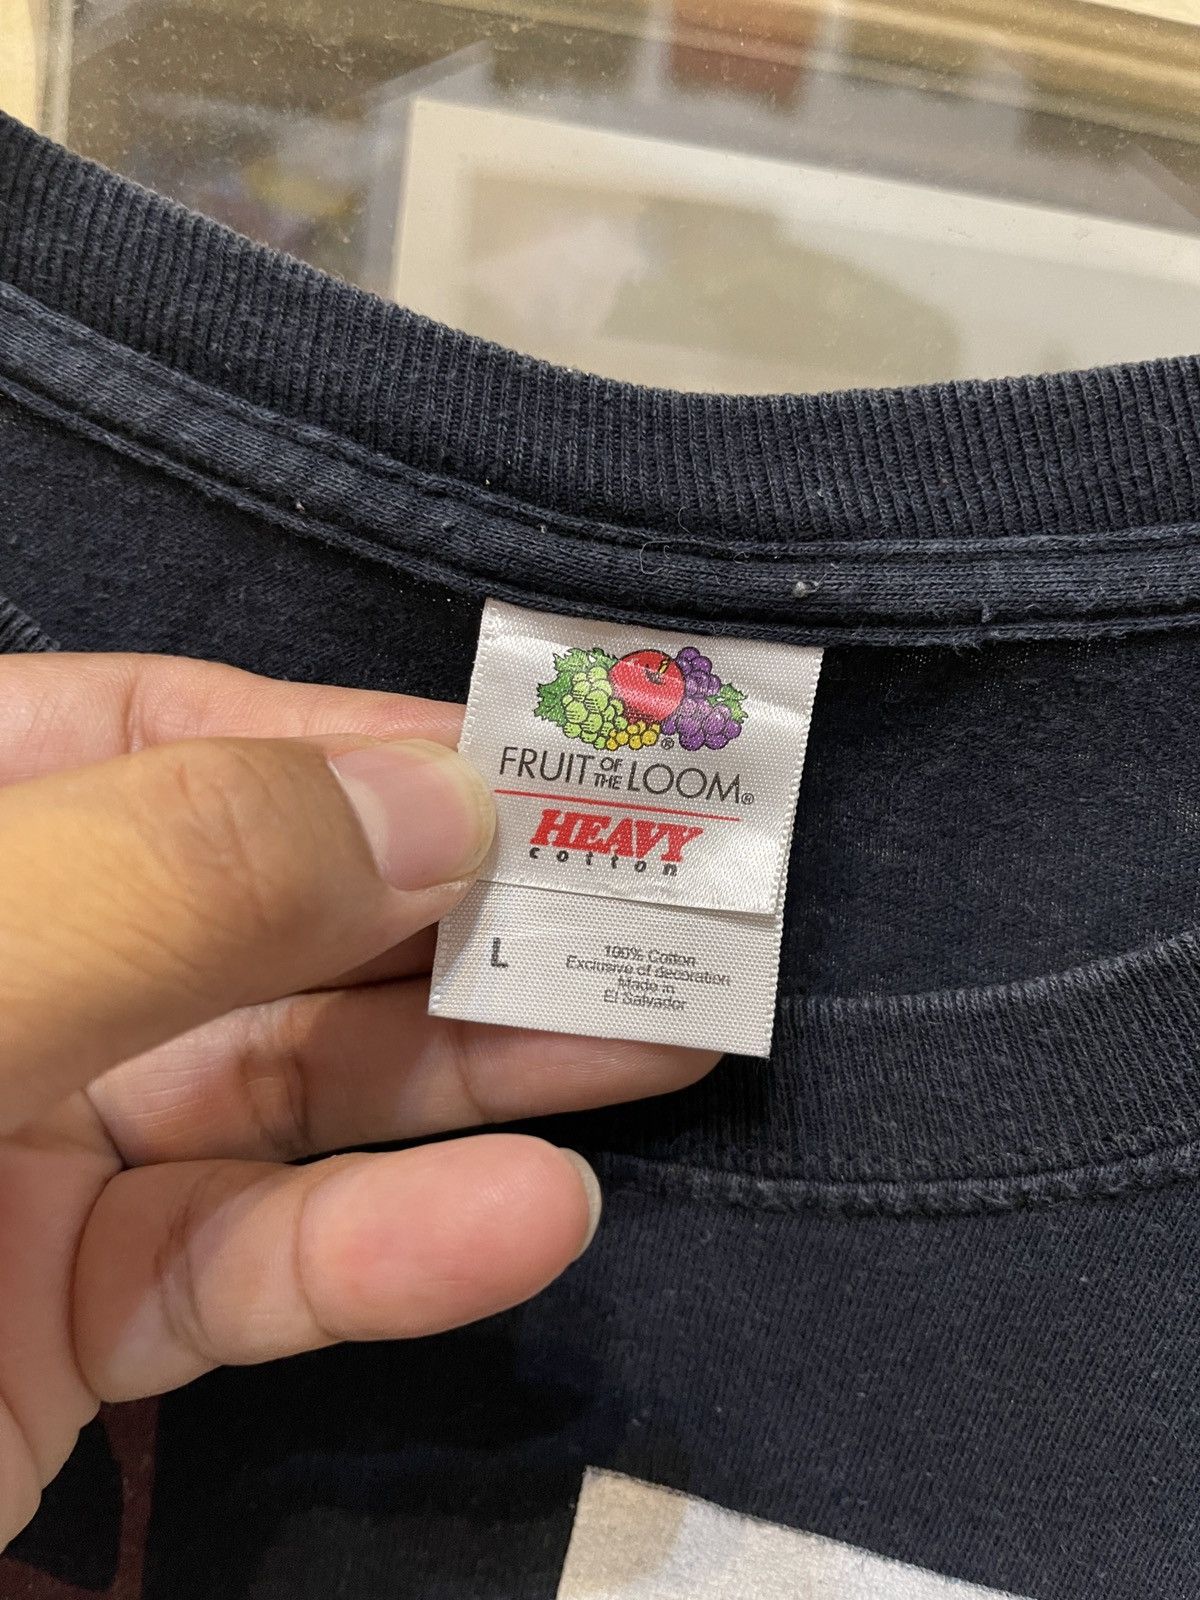 FRUIT OF THE LOOM®
HEAVY
cotton
L
100% Cotton
Exclusive of decoration
Made in
El Salvador